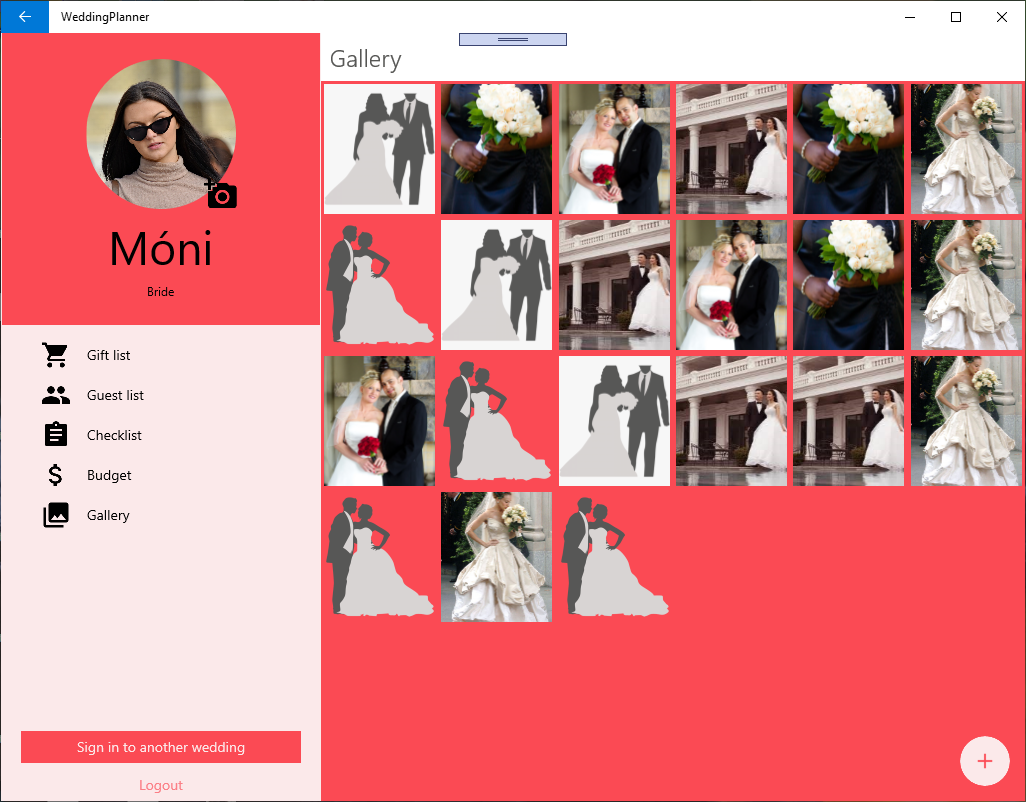 WeddingPlanner
Gallery
Móni
Bride
Gift list
Guest list
Checklist
Budget
Gallery
Sign in to another wedding
Logout